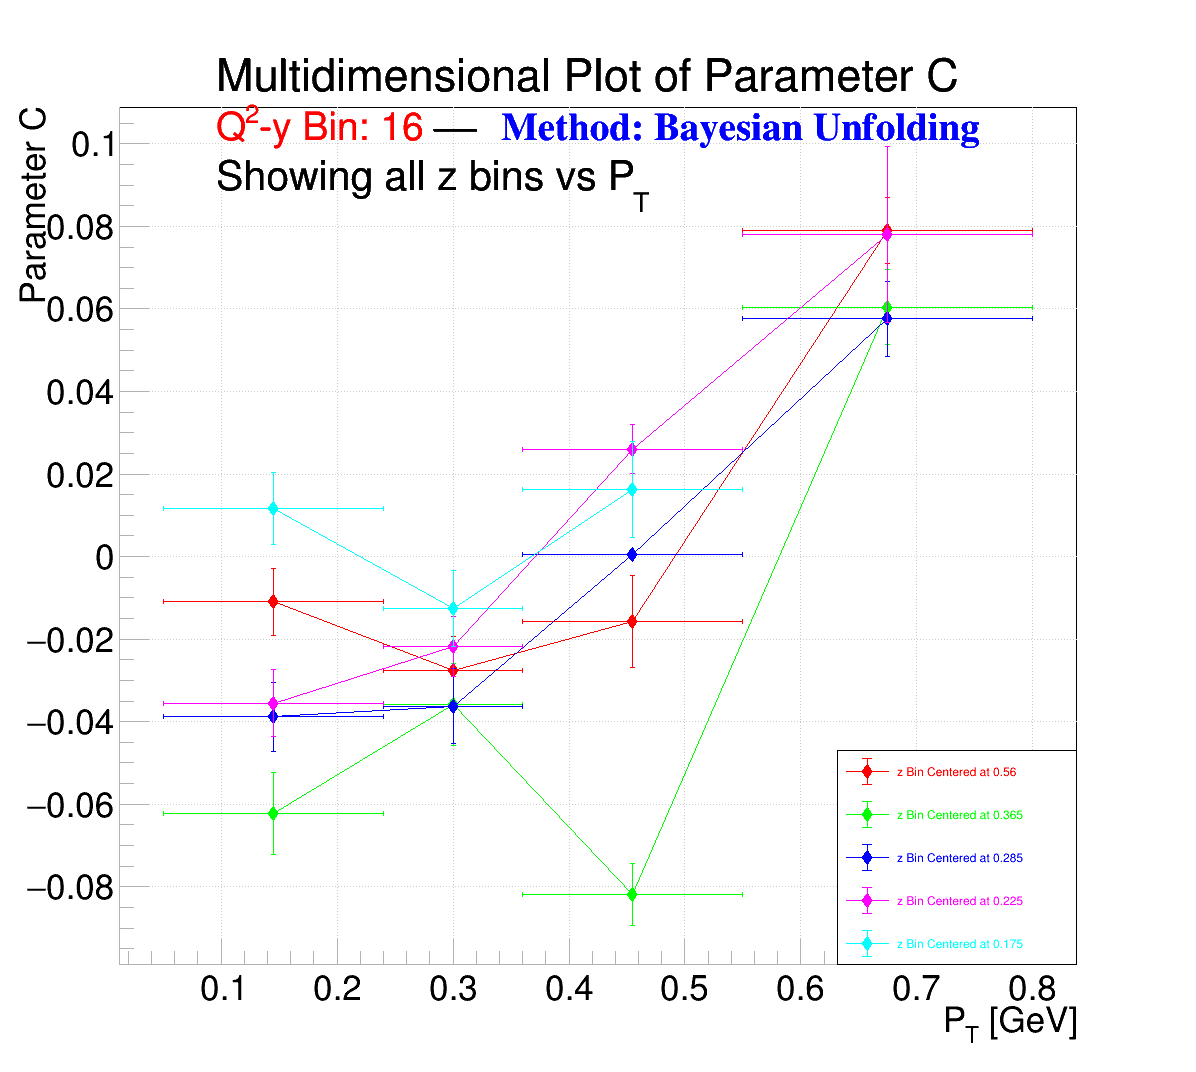 Multidimensional Plot of Parameter C
Q²-y Bin: 16 — Method: Bayesian Unfolding
Showing all z bins vs P_T
Parameter C
0.1
0.08
0.06
0.04
0.02
0
−0.02
−0.04
−0.06
−0.08
z Bin Centered at 0.56
z Bin Centered at 0.365
z Bin Centered at 0.285
z Bin Centered at 0.225
z Bin Centered at 0.175
0.1 0.2 0.3 0.4 0.5 0.6 0.7 0.8
P_T [GeV]